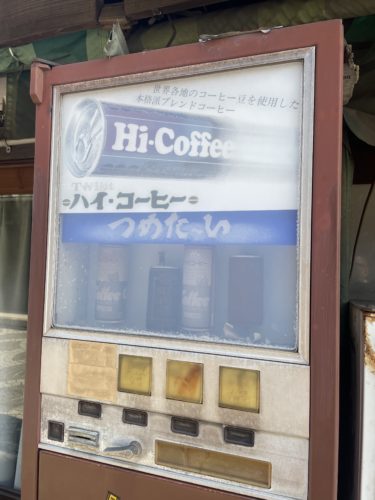 世界各地のコーヒー豆を使用した
本格派ブレンドコーヒー
Hi-Coffee
ハイ・コーヒー
つめた〜い